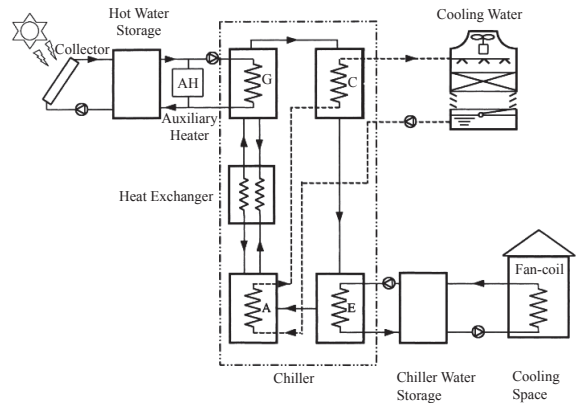 Hot Water
Storage
Cooling Water
Collector
G
C
AH
Auxiliary
Heater
Heat Exchanger
Fan-coil
A
E
Chiller
Chiller Water
Storage
Cooling
Space